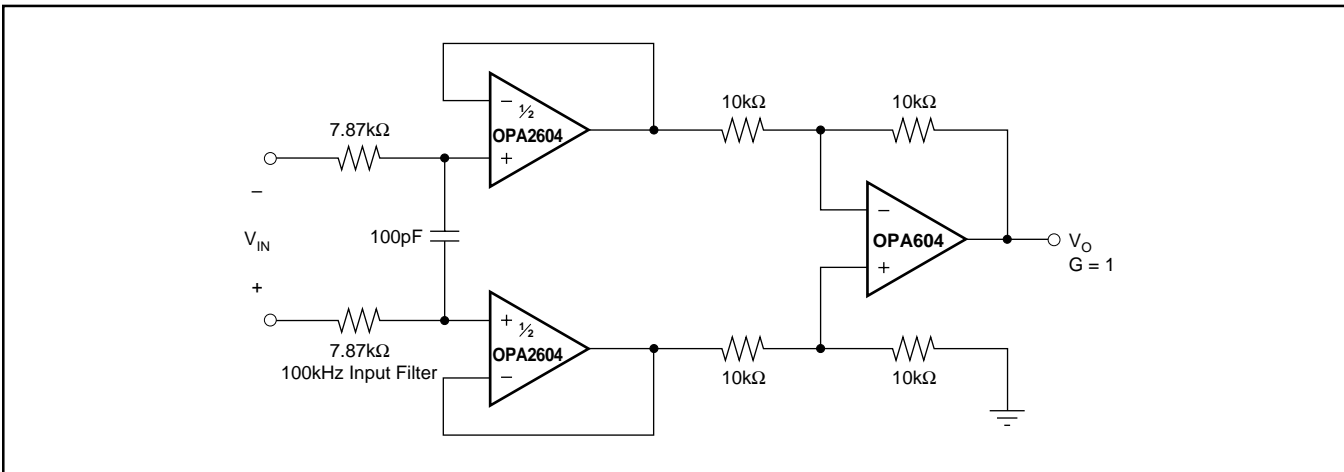 −
½
OPA2604
+
7.87kΩ
−
V_IN
+
100pF
7.87kΩ
100kHz Input Filter
+
½
OPA2604
−
10kΩ
10kΩ
−
OPA604
+
V_O
G = 1
10kΩ
10kΩ